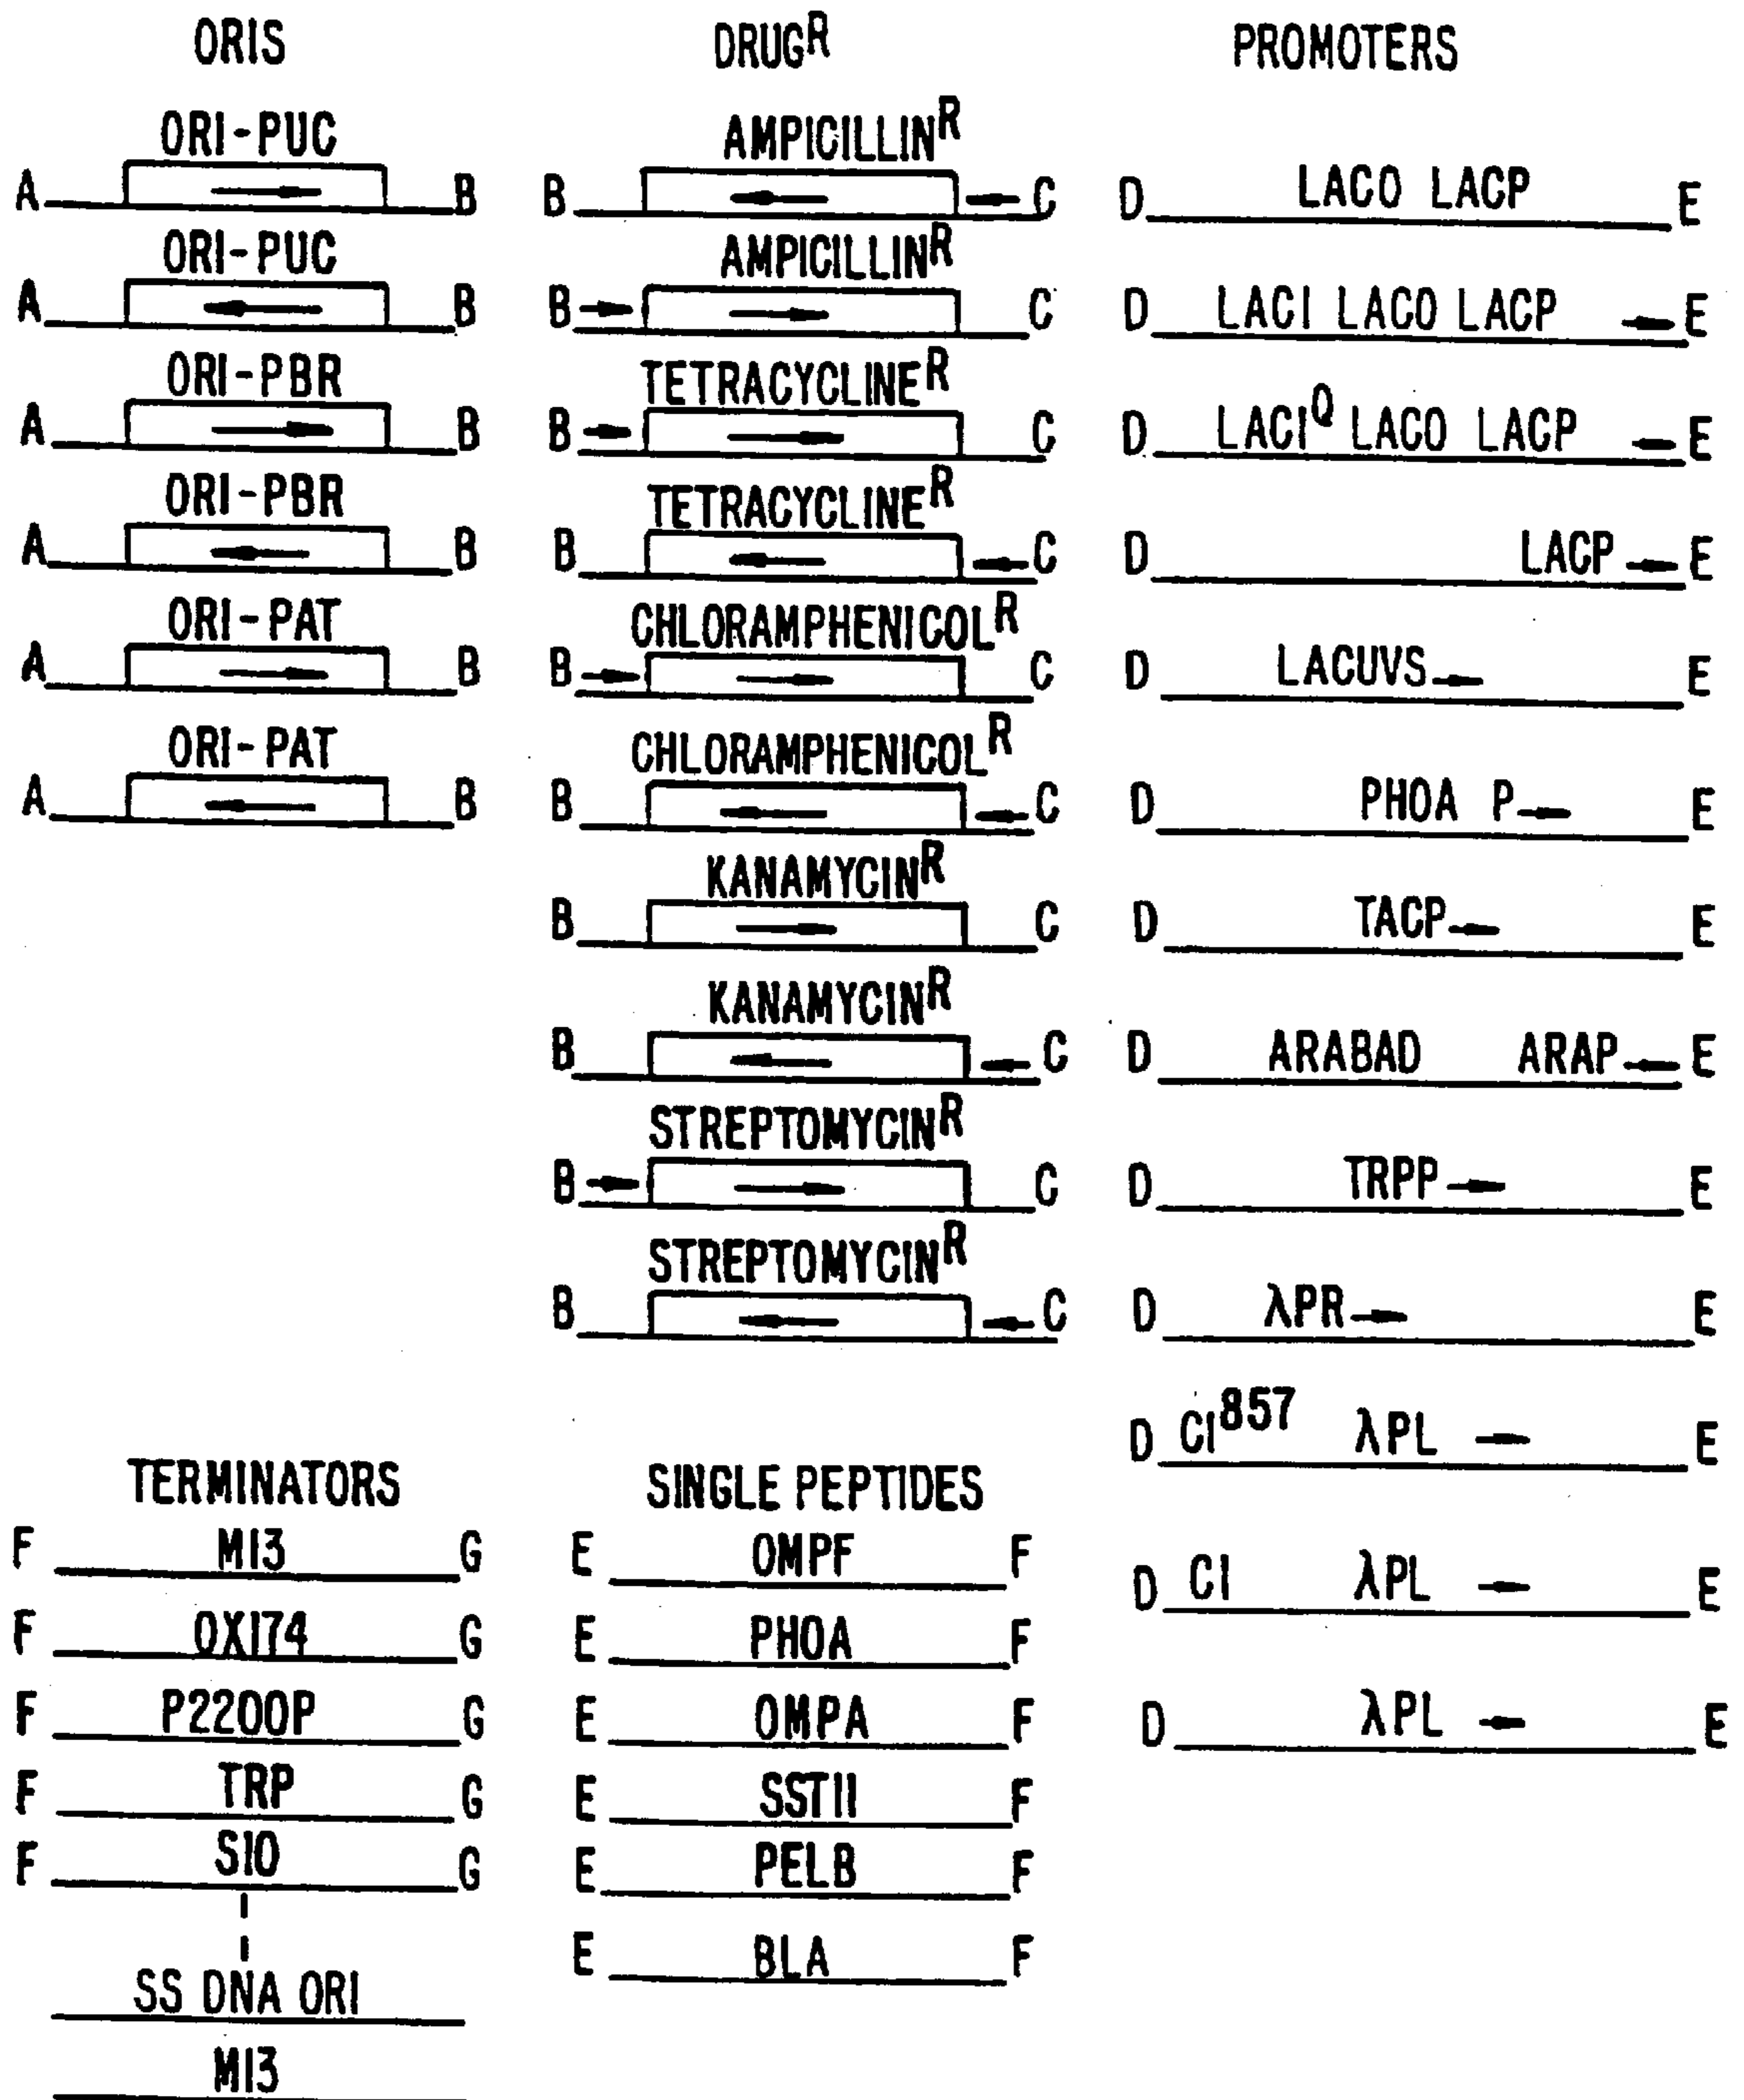 ORIS
ORI-PUC
A B
ORI-PUC
A B
ORI-PBR
A B
ORI-PBR
A B
ORI-PAT
A B
ORI-PAT
A B
DRUGR
AMPICILLINR
B C
AMPICILLINR
B C
TETRACYCLINER
B C
TETRACYCLINER
B C
CHLORAMPHENICOLR
B C
CHLORAMPHENICOLR
B C
KANAMYCINR
B C
KANAMYCINR
B C
STREPTOMYCINR
B C
STREPTOMYCINR
B C
PROMOTERS
D LACO LACP E
D LACI LACO LACP E
D LACIQ LACO LACP E
D LACP E
D LACUVS E
D PHOA P E
D TACP E
D ARABAD ARAP E
D TRPP E
D λPR E
D CI857 λPL E
D CI λPL E
D λPL E
TERMINATORS
F MI3 G
F OXI74 G
F P2200P G
F TRP G
F S10 G
SS DNA ORI
MI3
SINGLE PEPTIDES
E OMPF F
E PHOA F
E OMPA F
E SSTII F
E PELB F
E BLA F